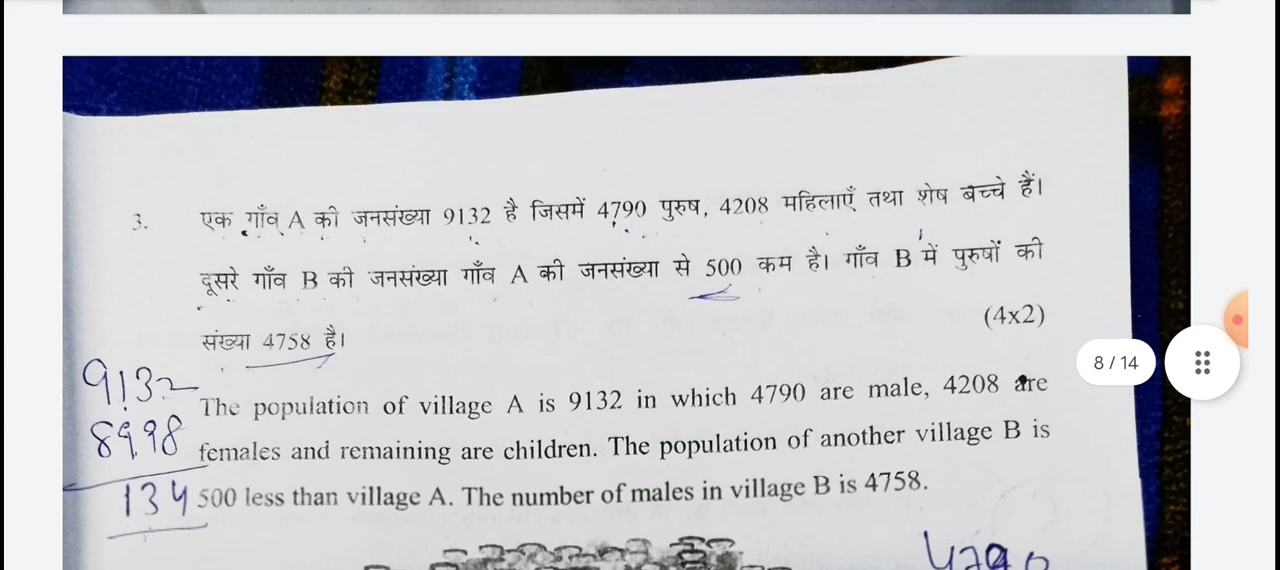 3. एक गाँव A की जनसंख्या 9132 है जिसमें 4790 पुरुष, 4208 महिलाएँ तथा शेष बच्चे हैं।
दूसरे गाँव B की जनसंख्या गाँव A की जनसंख्या से 500 कम है। गाँव B में पुरुषों की
संख्या 4758 है।
(4x2)
8 / 14
9132
8998
134
The population of village A is 9132 in which 4790 are male, 4208 are
females and remaining are children. The population of another village B is
500 less than village A. The number of males in village B is 4758.
4790